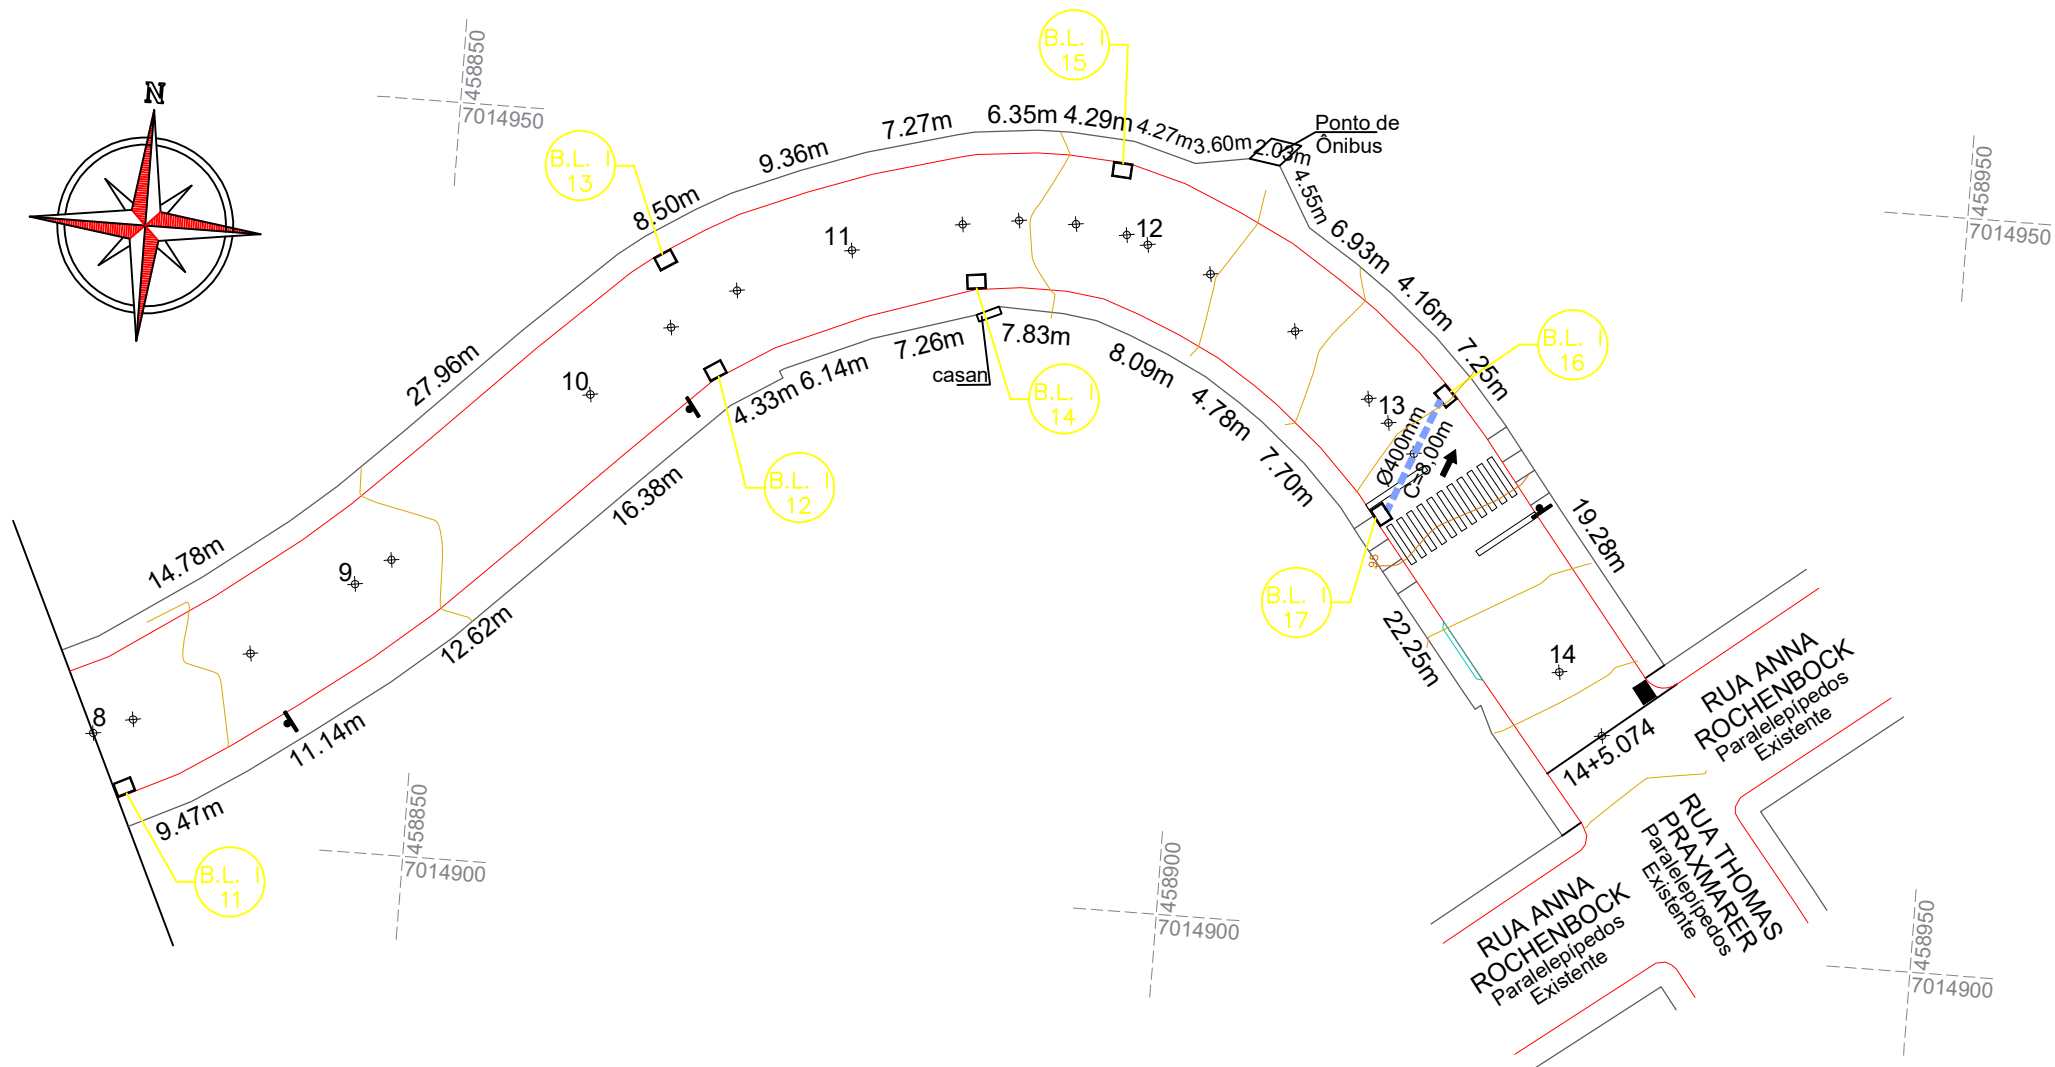 N
458850
7014950
B.L. I
13
B.L. I
15
8.50m
9.36m
7.27m
6.35m
4.29m
4.27m
3.60m
2.03m
Ponto de
Ônibus
4.55m
6.93m
4.16m
7.25m
458950
7014950
B.L. I
16
11
12
10
13
27.96m
casan
7.26m
7.83m
8.09m
4.78m
7.70m
6.14m
4.33m
B.L. I
14
B.L. I
12
16.38m
Ø400mm
C=8,00m
14.78m
9
12.62m
8
11.14m
9.47m
B.L. I
11
B.L. I
17
19.28m
22.25m
14
14+5.074
RUA ANNA
ROCHENBOCK
Paralelepípedos
Existente
RUA THOMAS
PRAXMARER
Paralelepípedos
Existente
RUA ANNA
ROCHENBOCK
Paralelepípedos
Existente
458850
7014900
458900
7014900
458950
7014900